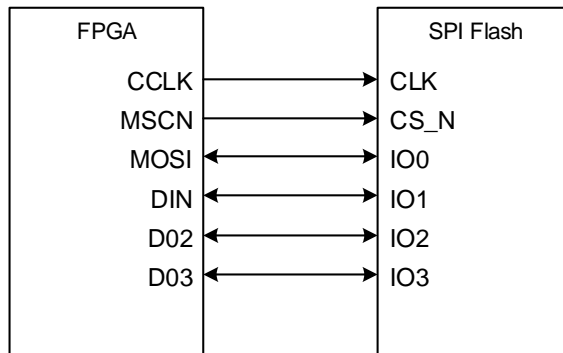 FPGA SPI Flash
CCLK CLK
MSCN CS_N
MOSI IO0
DIN IO1
D02 IO2
D03 IO3